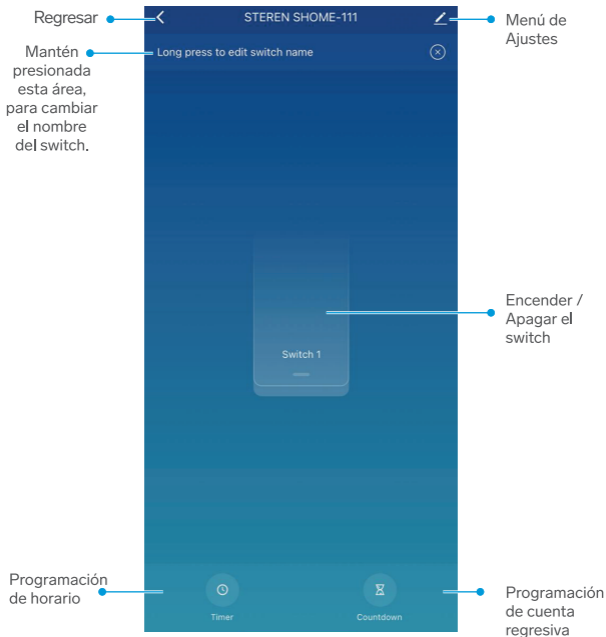 Regresar
STEREN SHOME-111
Menú de
Ajustes
Mantén
presionada
esta área,
para cambiar
el nombre
del switch.
Long press to edit switch name
Encender /
Apagar el
switch
Switch 1
Programación
de horario
Timer
Countdown
Programación
de cuenta
regresiva